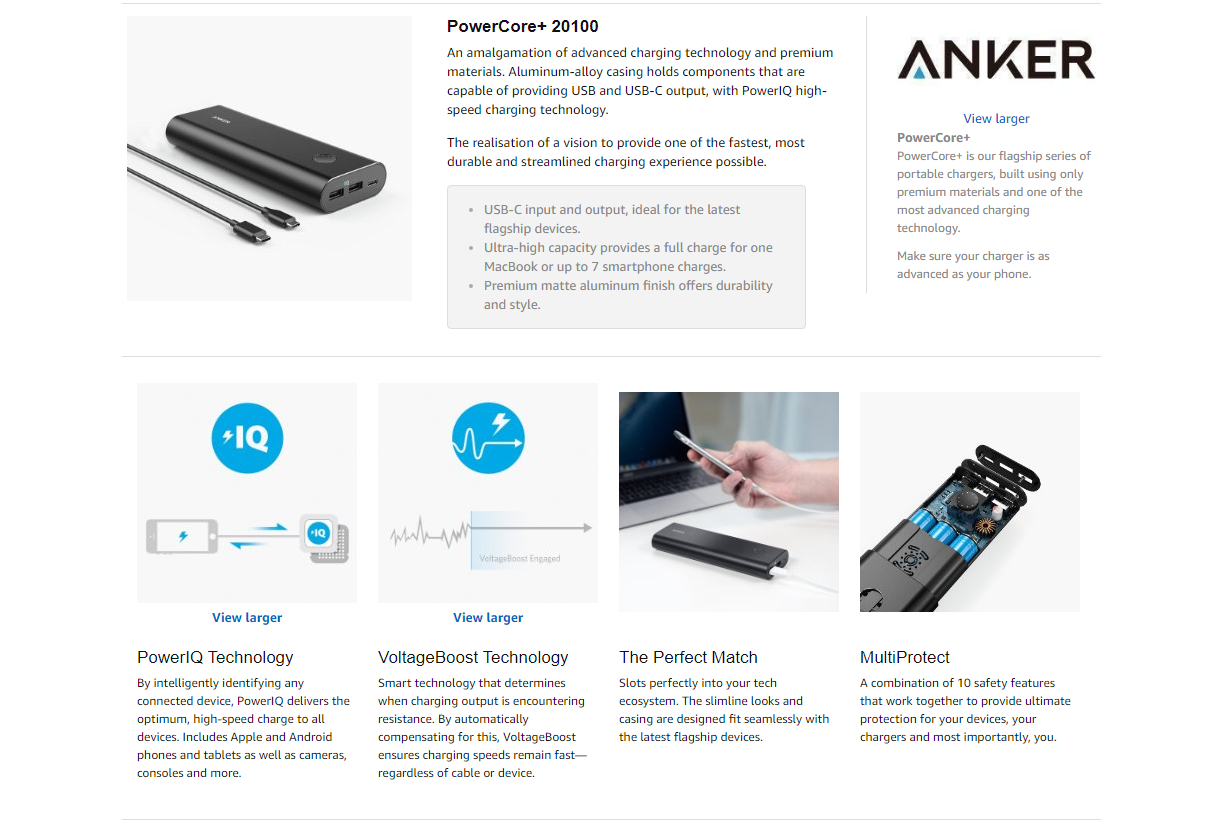 PowerCore+ 20100
An amalgamation of advanced charging technology and premium
materials. Aluminum-alloy casing holds components that are
capable of providing USB and USB-C output, with PowerIQ high-
speed charging technology.
The realisation of a vision to provide one of the fastest, most
durable and streamlined charging experience possible.
• USB-C input and output, ideal for the latest
flagship devices.
• Ultra-high capacity provides a full charge for one
MacBook or up to 7 smartphone charges.
• Premium matte aluminum finish offers durability
and style.
ANKER
ANKER
View larger
PowerCore+
PowerCore+ is our flagship series of
portable chargers, built using only
premium materials and one of the
most advanced charging
technology.
Make sure your charger is as
advanced as your phone.
IQ
IQ
View larger
PowerIQ Technology
By intelligently identifying any
connected device, PowerIQ delivers the
optimum, high-speed charge to all
devices. Includes Apple and Android
phones and tablets as well as cameras,
consoles and more.
VoltageBoost Engaged
View larger
VoltageBoost Technology
Smart technology that determines
when charging output is encountering
resistance. By automatically
compensating for this, VoltageBoost
ensures charging speeds remain fast—
regardless of cable or device.
The Perfect Match
Slots perfectly into your tech
ecosystem. The slimline looks and
casing are designed fit seamlessly with
the latest flagship devices.
MultiProtect
A combination of 10 safety features
that work together to provide ultimate
protection for your devices, your
chargers and most importantly, you.